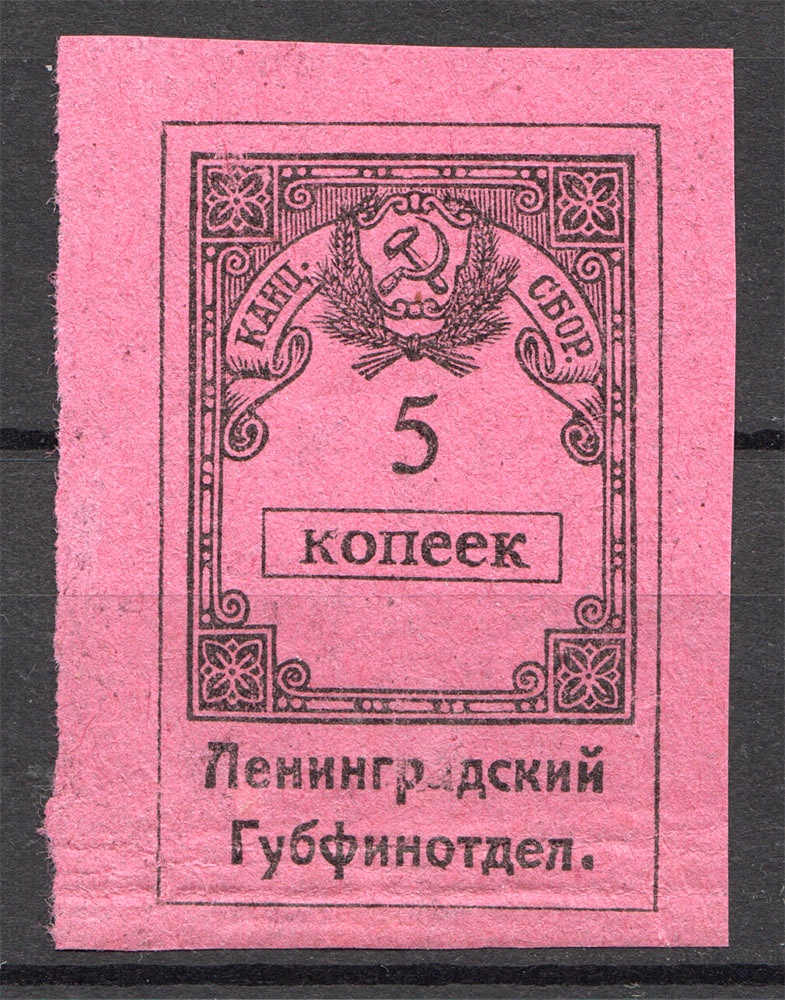 КАНЦ. СБОР.
5
копеек
Ленинградский
Губфинотдел.